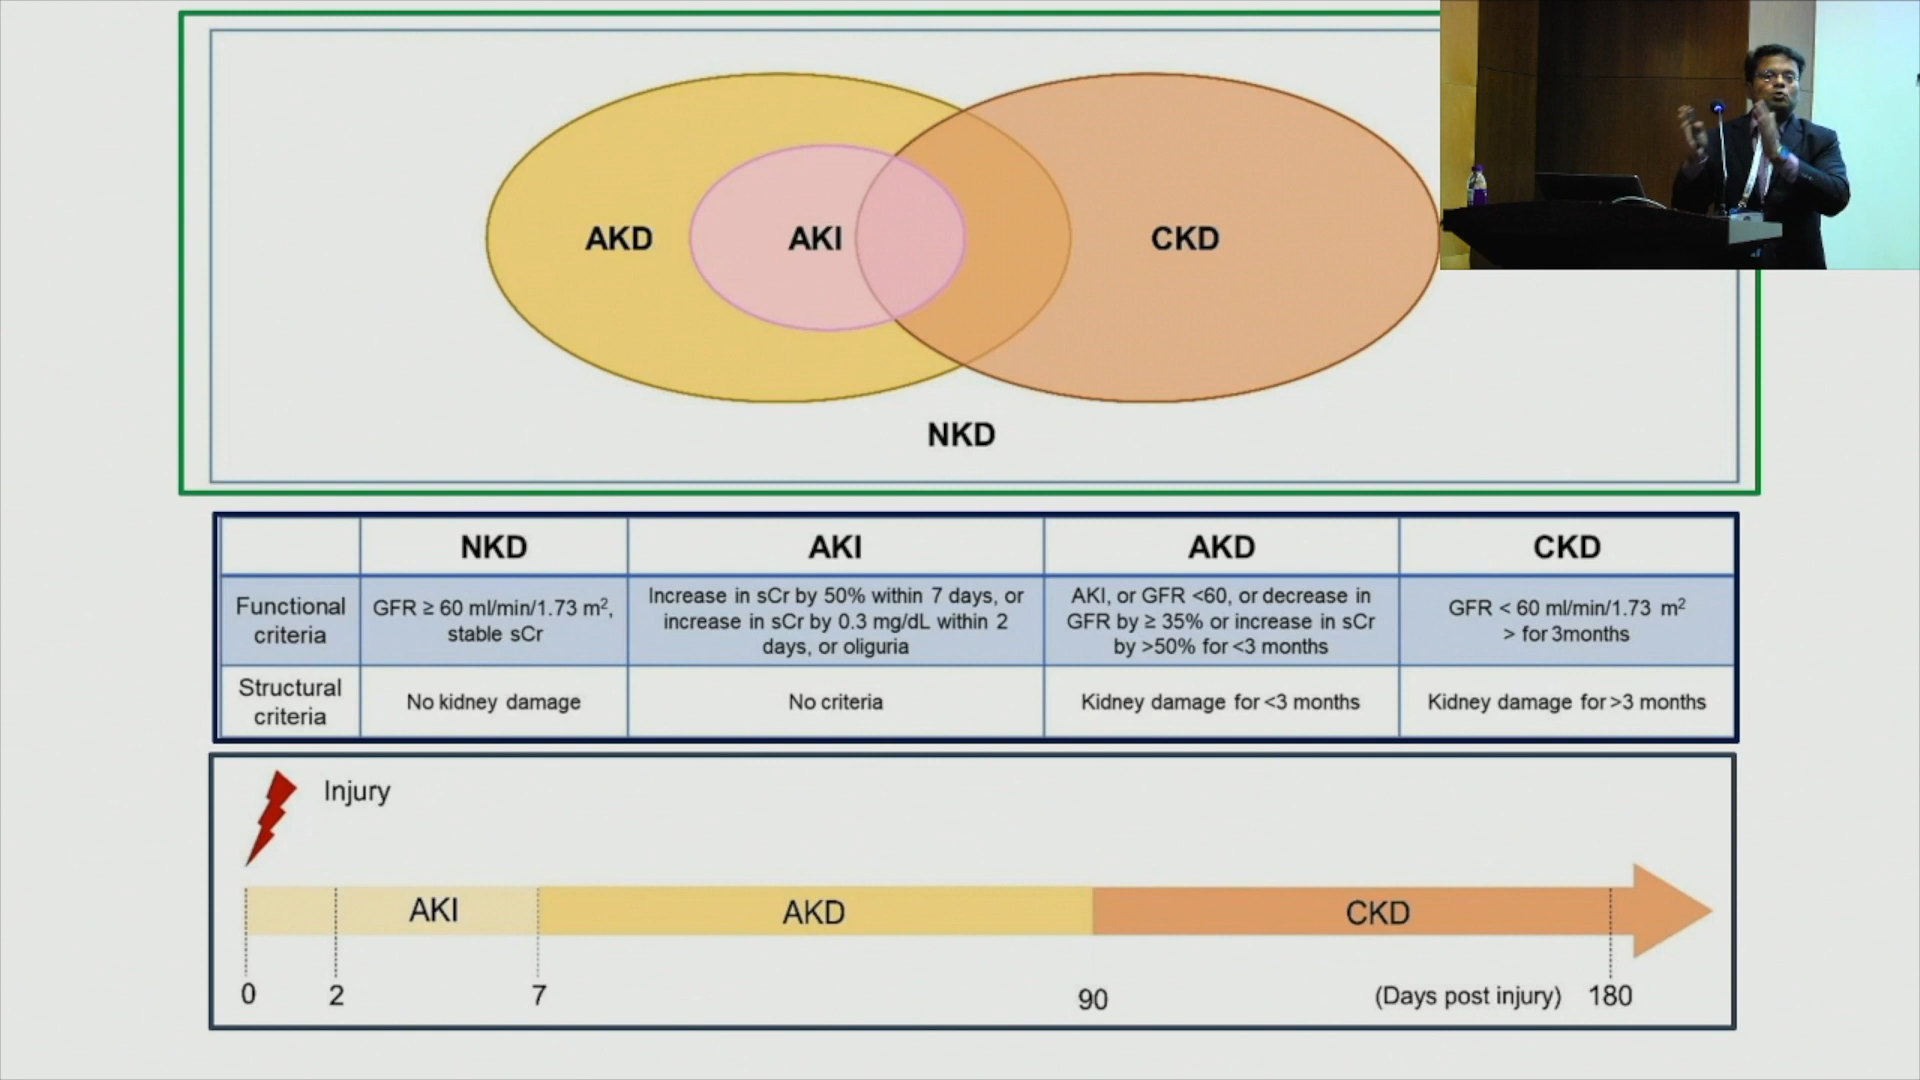 AKD
AKI
CKD
NKD
NKD
AKI
AKD
CKD
Functional
criteria
GFR ≥ 60 ml/min/1.73 m²,
stable sCr
Increase in sCr by 50% within 7 days, or
increase in sCr by 0.3 mg/dL within 2
days, or oliguria
AKI, or GFR <60, or decrease in
GFR by ≥ 35% or increase in sCr
by >50% for <3 months
GFR < 60 ml/min/1.73 m²
> for 3months
Structural
criteria
No kidney damage
No criteria
Kidney damage for <3 months
Kidney damage for >3 months
Injury
AKI
AKD
CKD
0
2
7
90
(Days post injury)
180